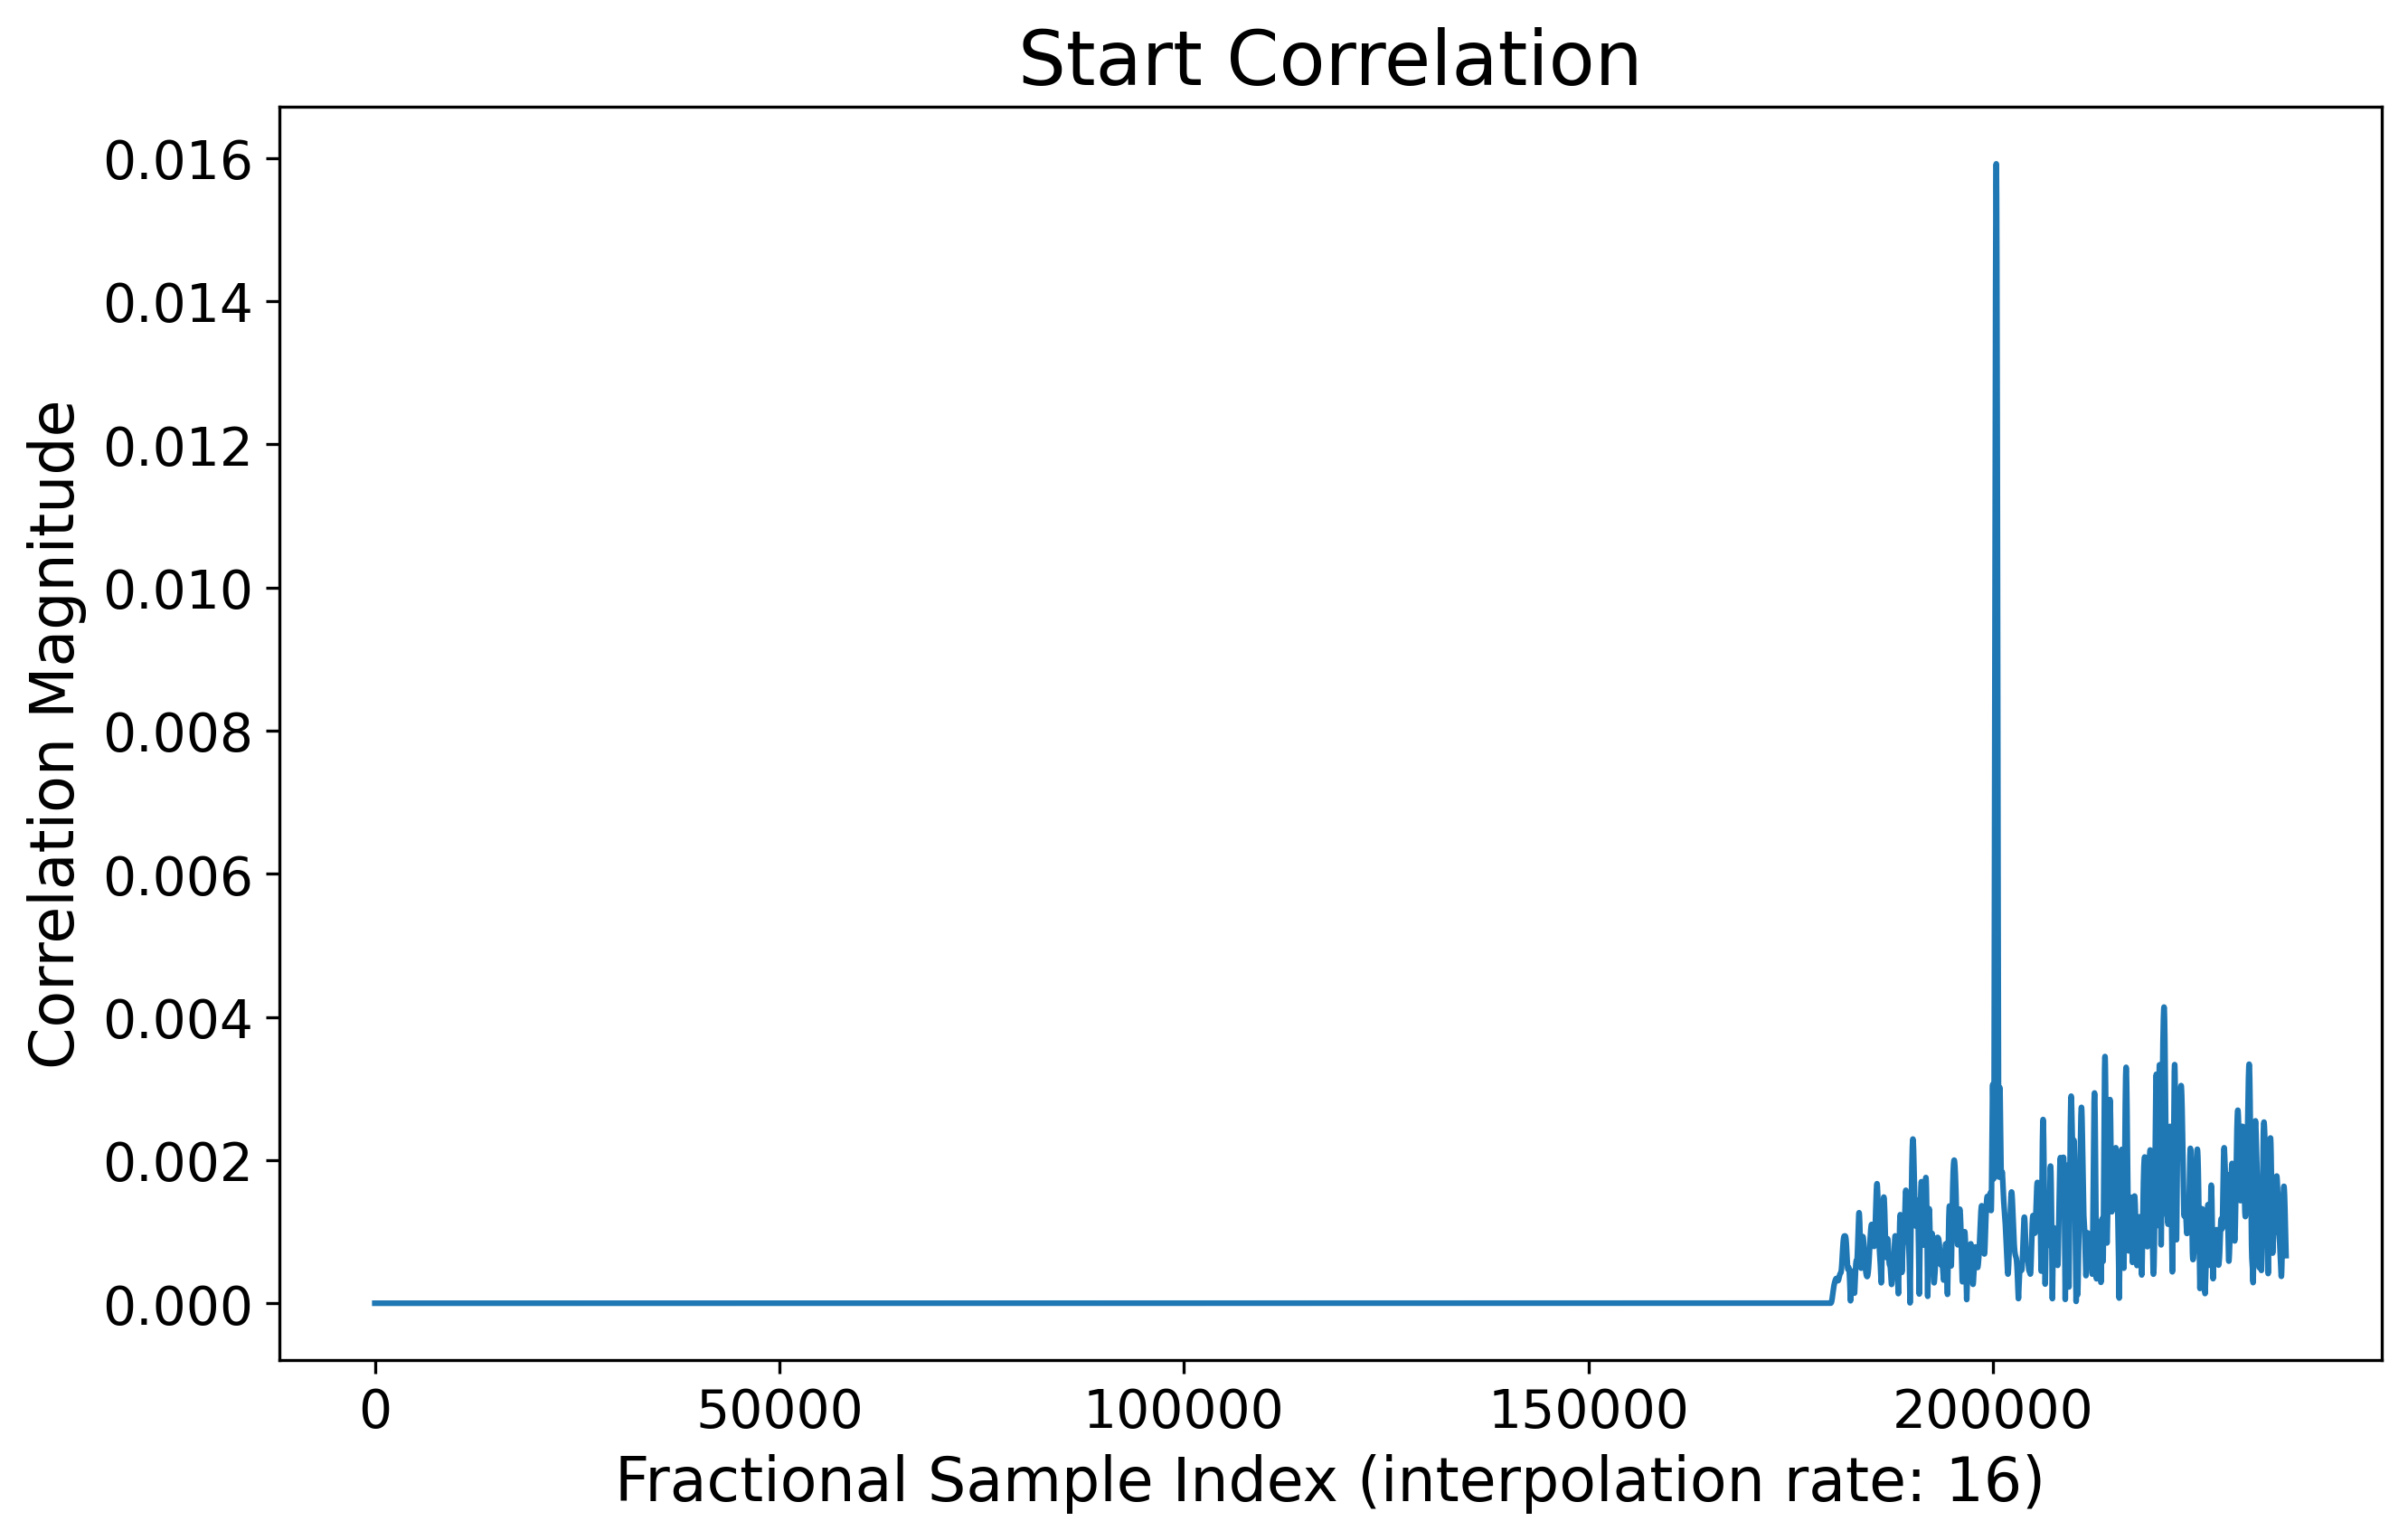 Start Correlation
0.016
0.014
0.012
0.010
0.008
0.006
0.004
0.002
0.000
Correlation Magnitude
0 50000 100000 150000 200000
Fractional Sample Index (interpolation rate: 16)